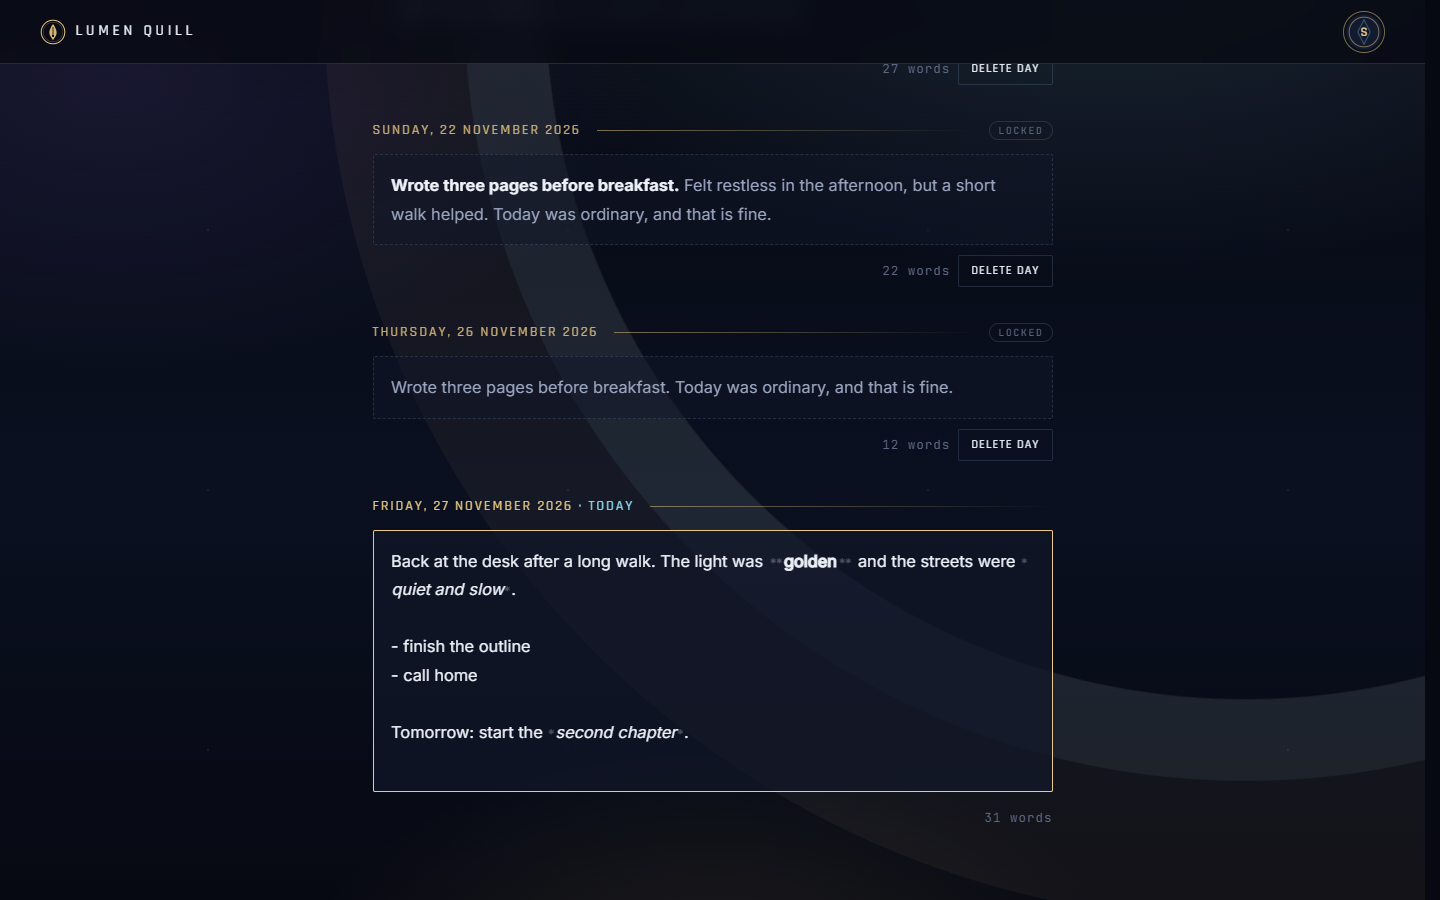 LUMEN QUILL
S
27 words DELETE DAY
SUNDAY, 22 NOVEMBER 2026
LOCKED
Wrote three pages before breakfast. Felt restless in the afternoon, but a short
walk helped. Today was ordinary, and that is fine.
22 words DELETE DAY
THURSDAY, 26 NOVEMBER 2026
LOCKED
Wrote three pages before breakfast. Today was ordinary, and that is fine.
12 words DELETE DAY
FRIDAY, 27 NOVEMBER 2026 · TODAY
Back at the desk after a long walk. The light was **golden** and the streets were *
quiet and slow*.
- finish the outline
- call home
Tomorrow: start the *second chapter*.
31 words